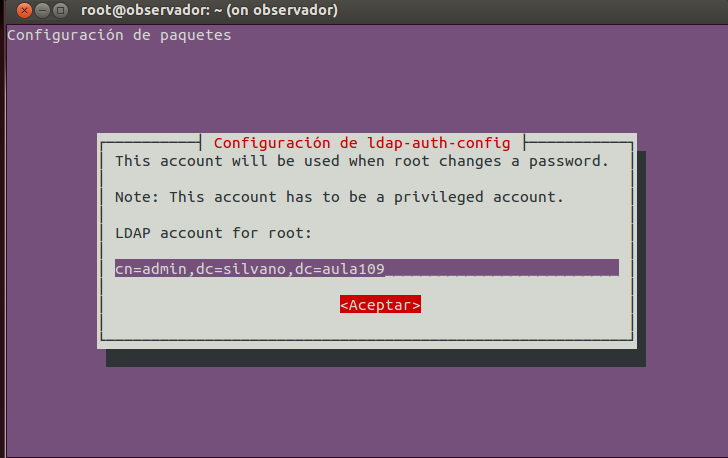 root@observador: ~ (on observador)
Configuración de paquetes
Configuración de ldap-auth-config
This account will be used when root changes a password.
Note: This account has to be a privileged account.
LDAP account for root:
cn=admin,dc=silvano,dc=aula109
<Aceptar>